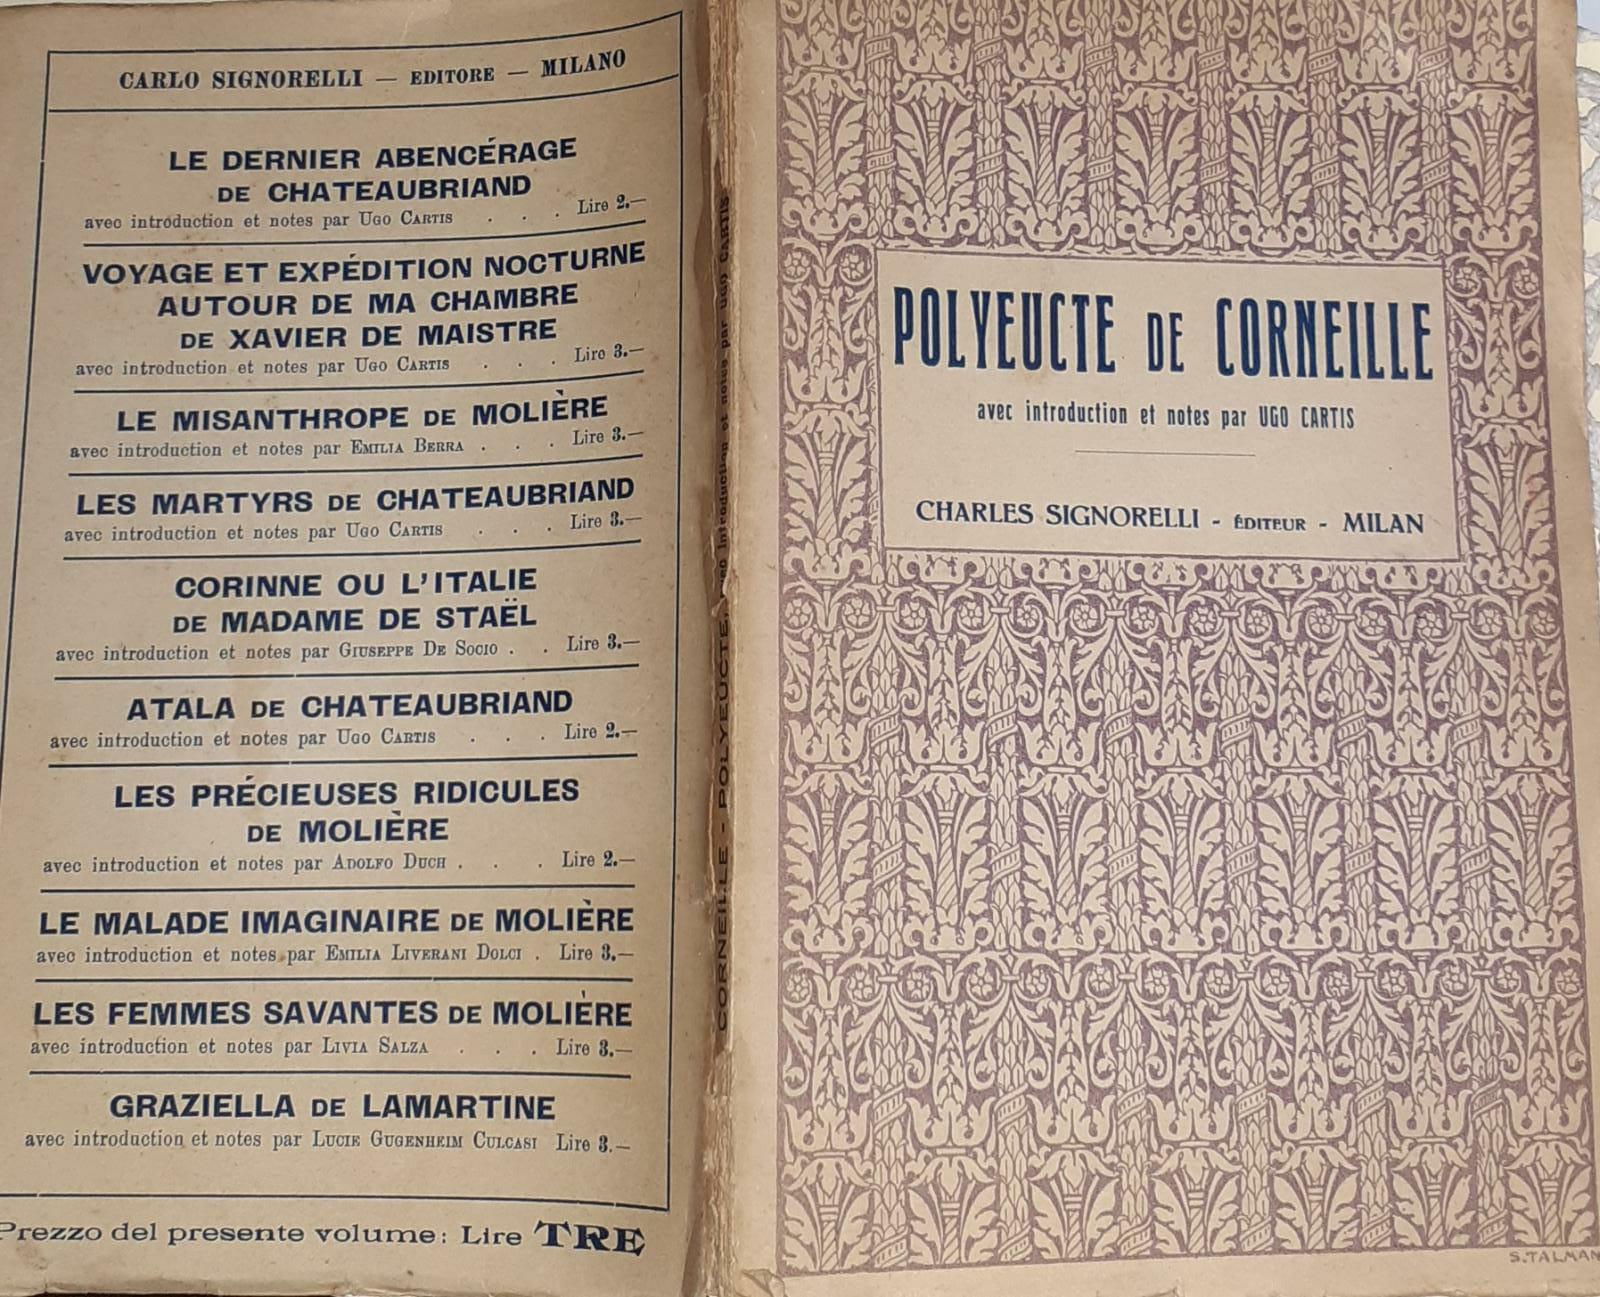 CARLO SIGNORELLI — EDITORE — MILANO
LE DERNIER ABENCÉRAGE
DE CHATEAUBRIAND
avec introduction et notes par UGO CARTIS . . . Lire 2.—
VOYAGE ET EXPÉDITION NOCTURNE
AUTOUR DE MA CHAMBRE
DE XAVIER DE MAISTRE
avec introduction et notes par UGO CARTIS . . . Lire 3.—
LE MISANTHROPE DE MOLIÈRE
avec introduction et notes par EMILIA BERRA . . . Lire 3.—
LES MARTYRS DE CHATEAUBRIAND
avec introduction et notes par UGO CARTIS . . . Lire 3.—
CORINNE OU L'ITALIE
DE MADAME DE STAËL
avec introduction et notes par GIUSEPPE DE SOCIO . . Lire 3.—
ATALA DE CHATEAUBRIAND
avec introduction et notes par UGO CARTIS . . . Lire 2.—
LES PRÉCIEUSES RIDICULES
DE MOLIÈRE
avec introduction et notes par ADOLFO DUCH . . . Lire 2.—
LE MALADE IMAGINAIRE DE MOLIÈRE
avec introduction et notes par EMILIA LIVERANI DOLCI . Lire 3.—
LES FEMMES SAVANTES DE MOLIÈRE
avec introduction et notes par LIVIA SALZA . . . Lire 3.—
GRAZIELLA DE LAMARTINE
avec introduction et notes par LUCIE GUGENHEIM CULCASI Lire 3.—
Prezzo del presente volume: Lire TRE
CORNEILLE - POLYEUCTE, avec introduction et notes par UGO CARTIS
POLYEUCTE DE CORNEILLE
avec introduction et notes par UGO CARTIS
CHARLES SIGNORELLI - ÉDITEUR - MILAN
S.TALMAN